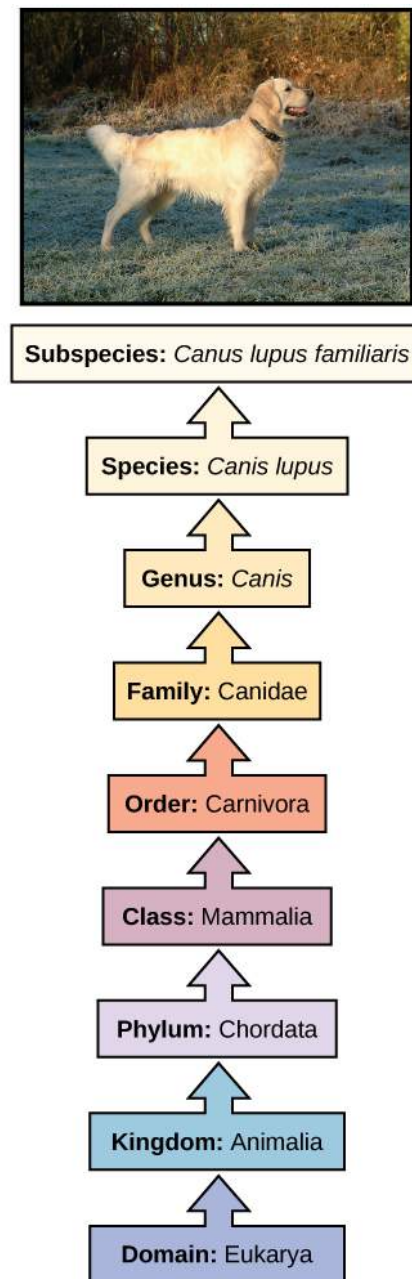 Subspecies: Canus lupus familiaris
Species: Canis lupus
Genus: Canis
Family: Canidae
Order: Carnivora
Class: Mammalia
Phylum: Chordata
Kingdom: Animalia
Domain: Eukarya